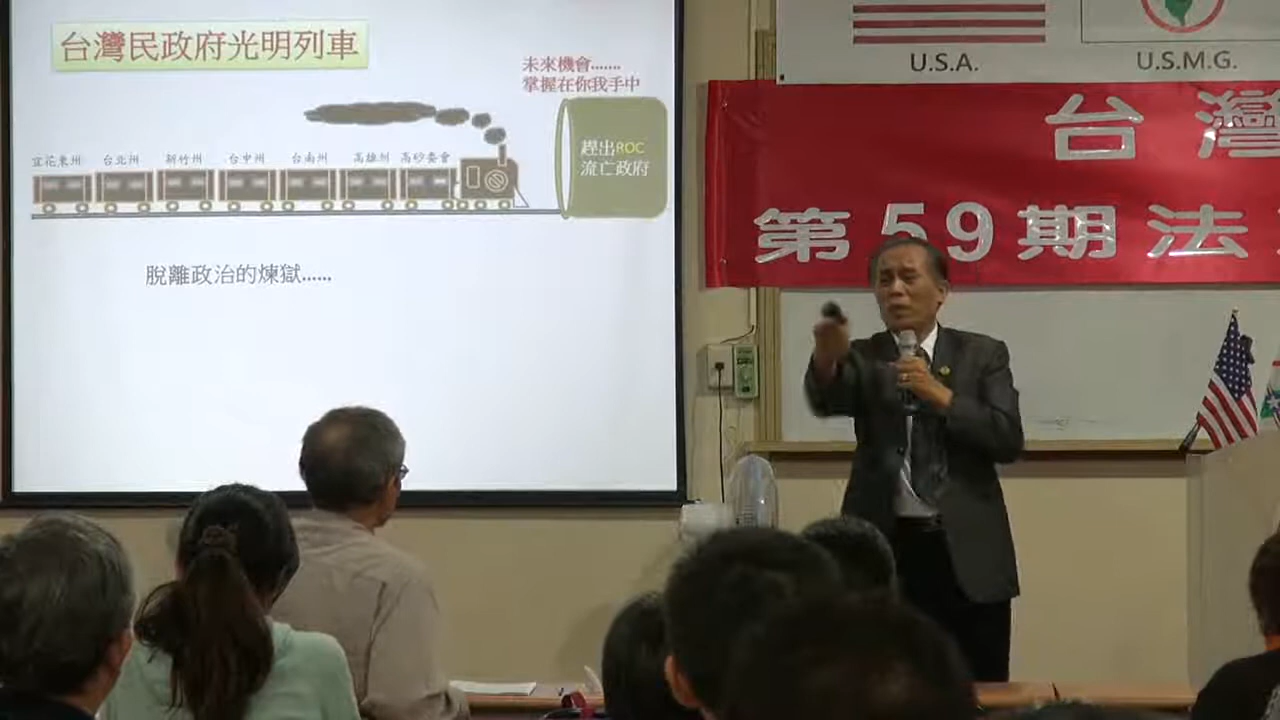 台灣民政府光明列車
未來機會.......
掌握在你我手中
宜花東州 台北州 新竹州 台中州 台南州 高雄州 高砂委會
趕出ROC
流亡政府
脫離政治的煉獄......
U.S.A.
U.S.M.G.
台灣
第59期法